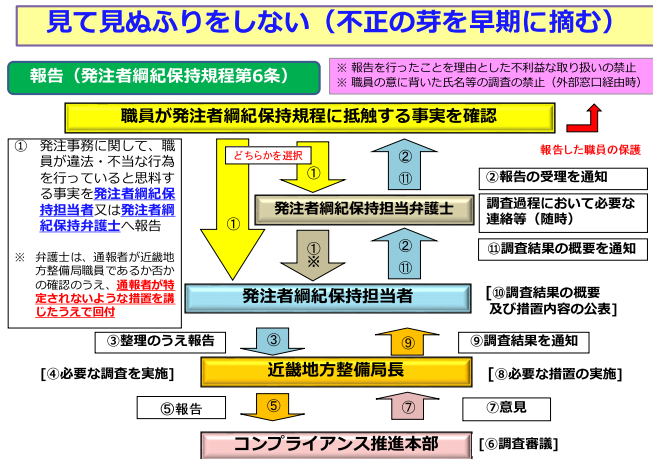 見て見ぬふりをしない（不正の芽を早期に摘む）
報告（発注者綱紀保持規程第6条）
※ 報告を行ったことを理由とした不利益な取り扱いの禁止
※ 職員の意に背いた氏名等の調査の禁止（外部窓口経由時）
職員が発注者綱紀保持規程に抵触する事実を確認
報告した職員の保護
① 発注事務に関して、職
員が違法・不当な行為
を行っていると思料す
る事実を発注者綱紀保
持担当者又は発注者綱
紀保持弁護士へ報告
※ 弁護士は、通報者が近畿地
方整備局職員であるか否か
の確認のうえ、通報者が特
定されないような措置を講
じたうえで回付
どちらかを選択
①
①
②
⑪
②報告の受理を通知
調査過程において必要な
連絡等（随時）
⑪調査結果の概要を通知
発注者綱紀保持担当弁護士
①
※
②
⑪
発注者綱紀保持担当者
[⑩調査結果の概要
及び措置内容の公表]
③整理のうえ報告
③
⑨
⑨調査結果を通知
[④必要な調査を実施]
近畿地方整備局長
[⑧必要な措置の実施]
⑤報告
⑤
⑦
⑦意見
コンプライアンス推進本部
[⑥調査審議]